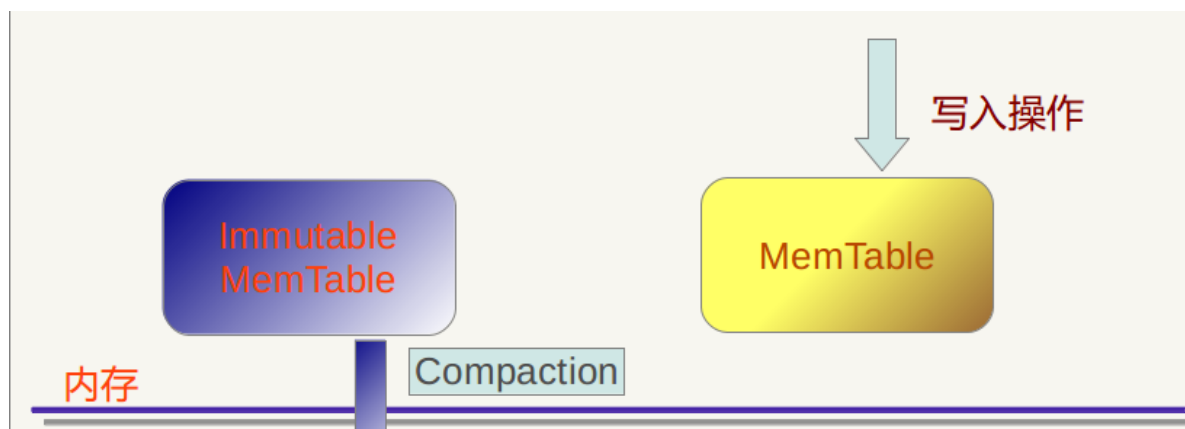 写入操作
Immutable
MemTable
MemTable
Compaction
内存